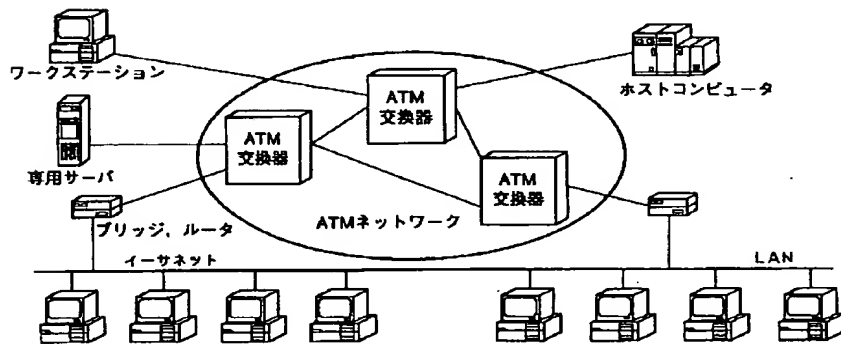 ワークステーション
ATM
交換器
ホストコンピュータ
ATM
交換器
専用サーバ
ATM
交換器
ATMネットワーク
ブリッジ，ルータ
イーサネット
LAN